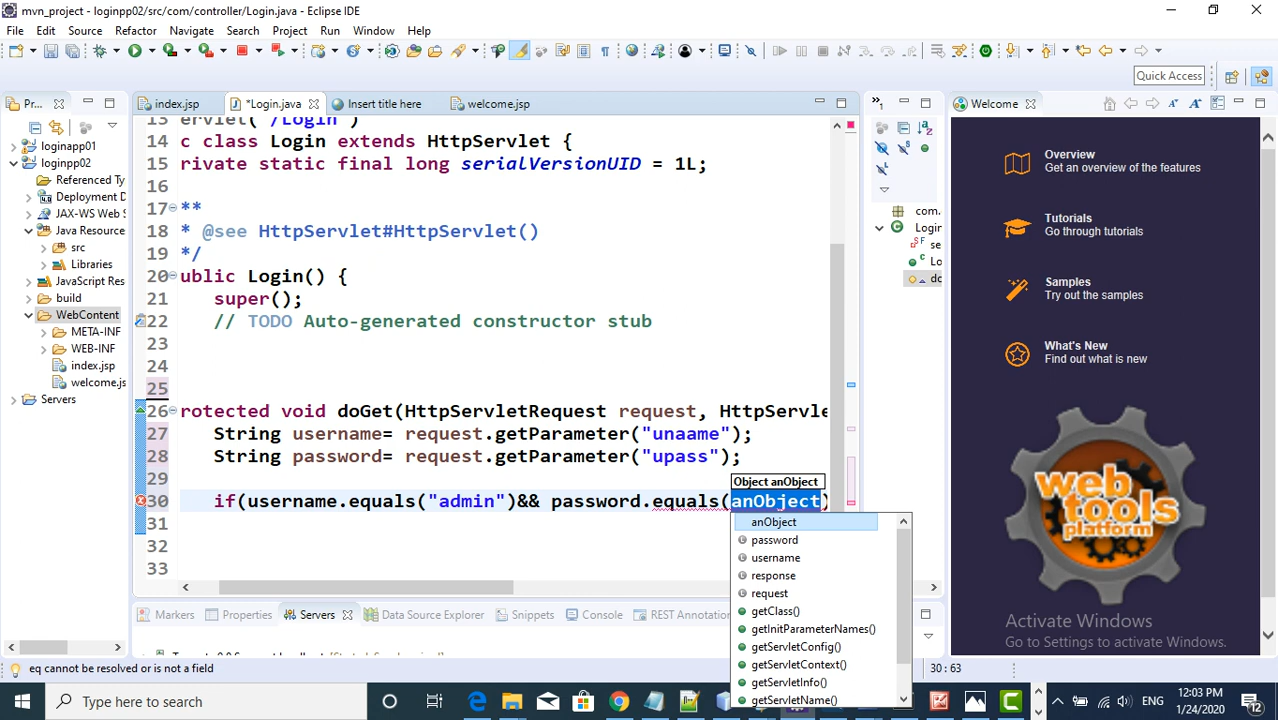 mvn_project - loginpp02/src/com/controller/Login.java - Eclipse IDE
File Edit Source Refactor Navigate Search Project Run Window Help
Quick Access
Pr...
index.jsp
*Login.java
Insert title here
welcome.jsp
1
Welcome
loginapp01
loginpp02
Referenced Ty
Deployment D
JAX-WS Web S
Java Resource
src
Libraries
JavaScript Res
build
WebContent
META-INF
WEB-INF
index.jsp
welcome.js
Servers
13 ervlet("/Login")
14 c class Login extends HttpServlet {
15 rivate static final long serialVersionUID = 1L;
16
17 **
18 * @see HttpServlet#HttpServlet()
19 */
20 ublic Login() {
21 super();
22 // TODO Auto-generated constructor stub
23
24
25
26 rotected void doGet(HttpServletRequest request, HttpServle
27 String username= request.getParameter("unaame");
28 String password= request.getParameter("upass");
29
30 if(username.equals("admin")&& password.equals(anObject)
31
32
33
Object anObject
anObject
password
username
response
request
getClass()
getInitParameterNames()
getServletConfig()
getServletContext()
getServletInfo()
getServletName()
com.
Login
se
Lo
do
Overview
Get an overview of the features
Tutorials
Go through tutorials
Samples
Try out the samples
What's New
Find out what is new
web
tools
platform
Activate Windows
Go to Settings to activate Windows.
Markers
Properties
Servers
Data Source Explorer
Snippets
Console
REST Annotation
eq cannot be resolved or is not a field
30 : 63
Type here to search
ENG
12:03 PM
1/24/2020
12